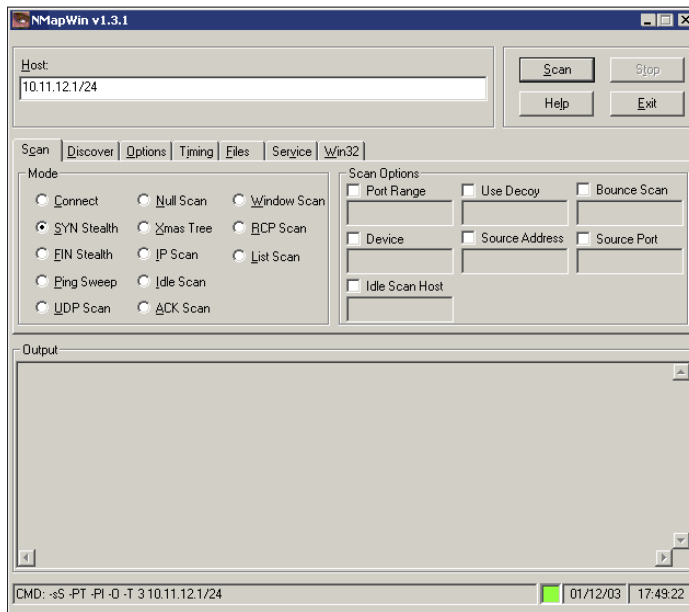 NMapWin v1.3.1
Host:
10.11.12.1/24
Scan Stop
Help Exit
Scan Discover Options Timing Files Service Win32
Mode
Connect Null Scan Window Scan
SYN Stealth Xmas Tree RCP Scan
FIN Stealth IP Scan List Scan
Ping Sweep Idle Scan
UDP Scan ACK Scan
Scan Options
Port Range Use Decoy Bounce Scan
Device Source Address Source Port
Idle Scan Host
Output
CMD: -sS -PT -PI -O -T 3 10.11.12.1/24 01/12/03 17:49:22